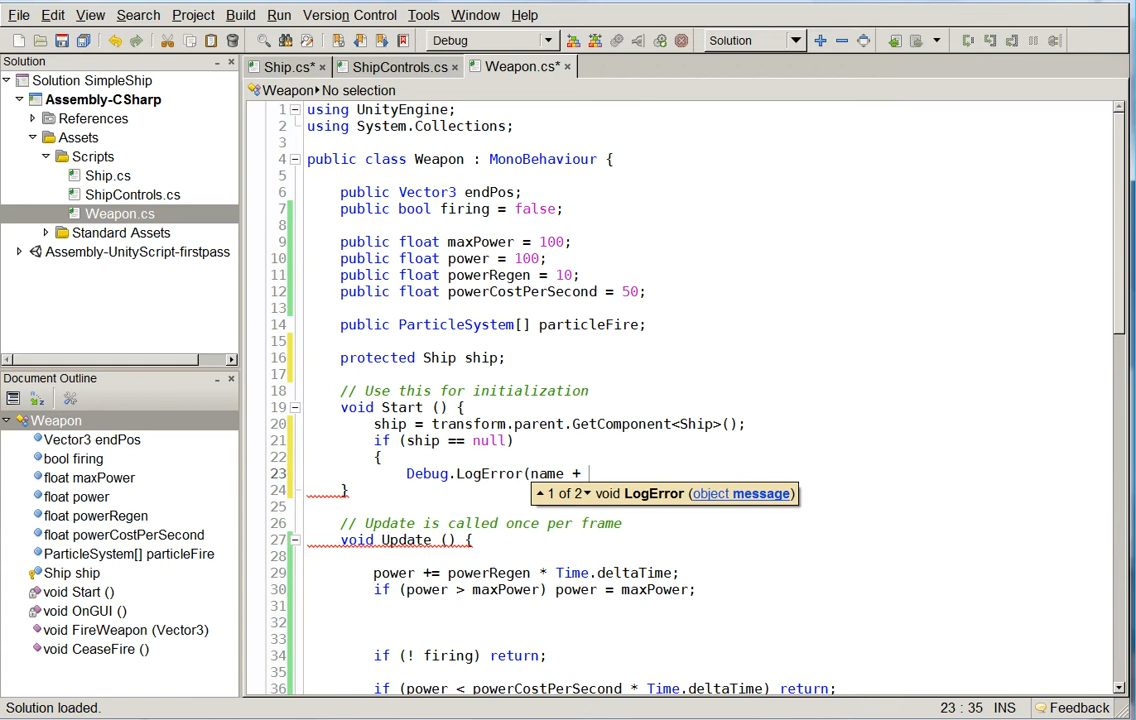 File Edit View Search Project Build Run Version Control Tools Window Help
Debug Solution
Solution
Solution SimpleShip
Assembly-CSharp
References
Assets
Scripts
Ship.cs
ShipControls.cs
Weapon.cs
Standard Assets
Assembly-UnityScript-firstpass
Document Outline
Weapon
Vector3 endPos
bool firing
float maxPower
float power
float powerRegen
float powerCostPerSecond
ParticleSystem[] particleFire
Ship ship
void Start ()
void OnGUI ()
void FireWeapon (Vector3)
void CeaseFire ()
Ship.cs* × ShipControls.cs × Weapon.cs* ×
Weapon No selection
1 using UnityEngine;
2 using System.Collections;
3
4 public class Weapon : MonoBehaviour {
5
6 public Vector3 endPos;
7 public bool firing = false;
8
9 public float maxPower = 100;
10 public float power = 100;
11 public float powerRegen = 10;
12 public float powerCostPerSecond = 50;
13
14 public ParticleSystem[] particleFire;
15
16 protected Ship ship;
17
18 // Use this for initialization
19 void Start () {
20 ship = transform.parent.GetComponent<Ship>();
21 if (ship == null)
22 {
23 Debug.LogError(name +
1 of 2 void LogError (object message)
24 }
25
26 // Update is called once per frame
27 void Update () {
28
29 power += powerRegen * Time.deltaTime;
30 if (power > maxPower) power = maxPower;
31
32
33
34 if (! firing) return;
35
36 if (power < powerCostPerSecond * Time.deltaTime) return;
Solution loaded. 23 : 35 INS Feedback